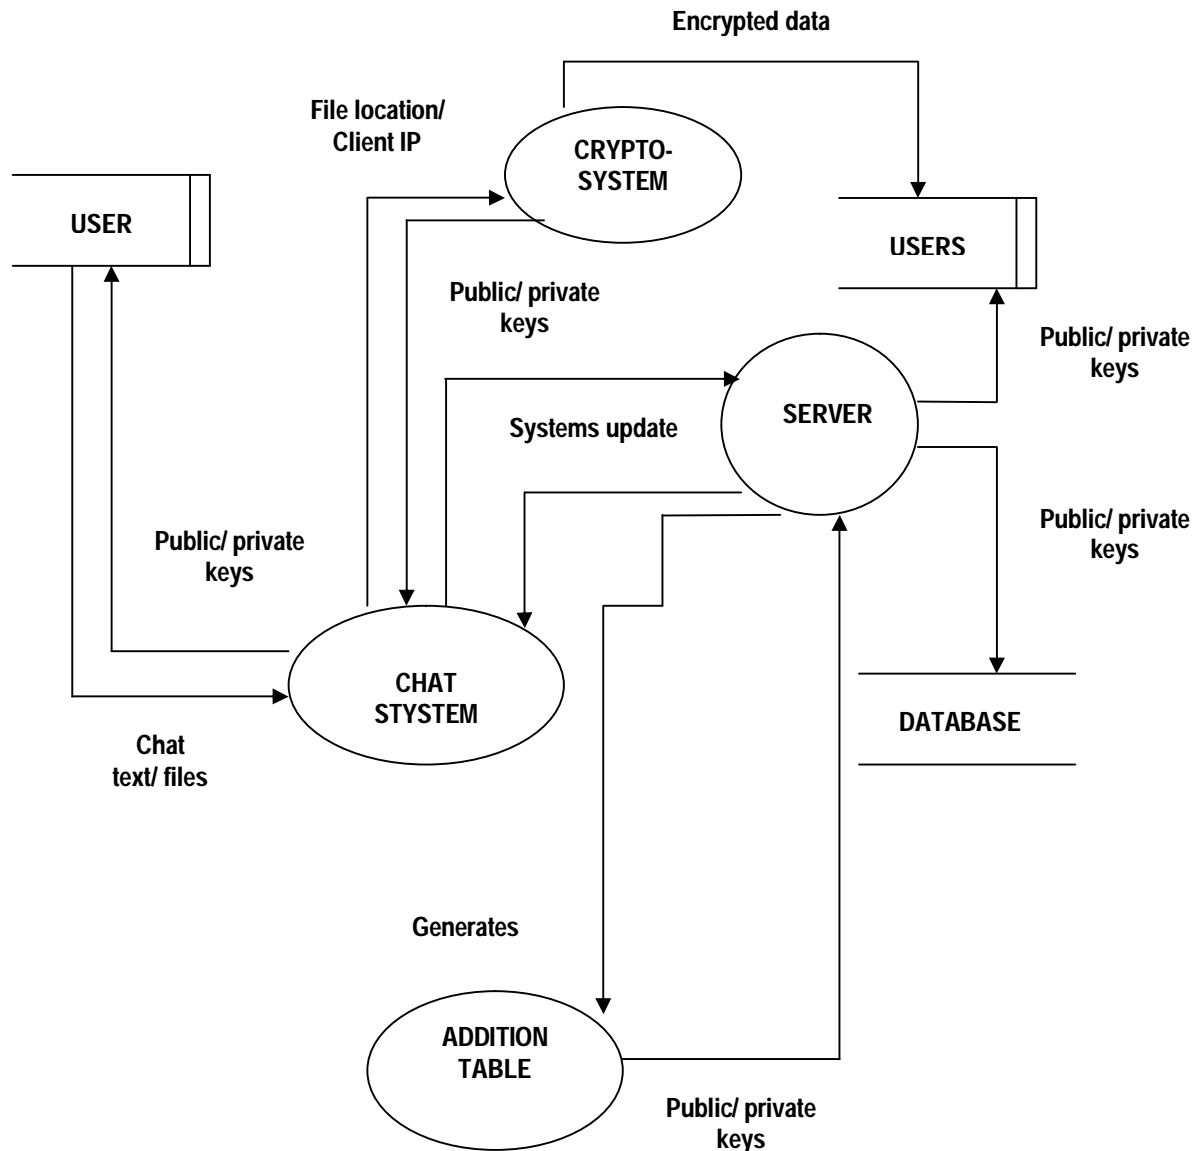 Encrypted data
File location/
Client IP
CRYPTO-
SYSTEM
USER
USERS
Public/ private
keys
Public/ private
keys
SERVER
Systems update
Public/ private
keys
Public/ private
keys
CHAT
STYSTEM
DATABASE
Chat
text/ files
Generates
ADDITION
TABLE
Public/ private
keys